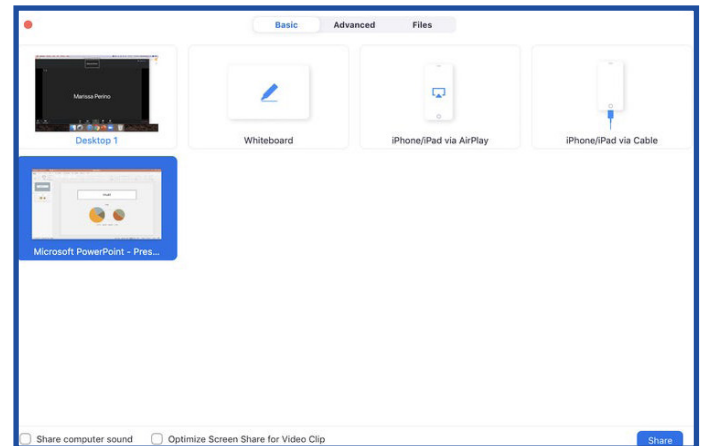 Basic Advanced Files
Marissa Perino
Desktop 1
Whiteboard
iPhone/iPad via AirPlay
iPhone/iPad via Cable
Microsoft PowerPoint - Pres...
Share computer sound
Optimize Screen Share for Video Clip
Share